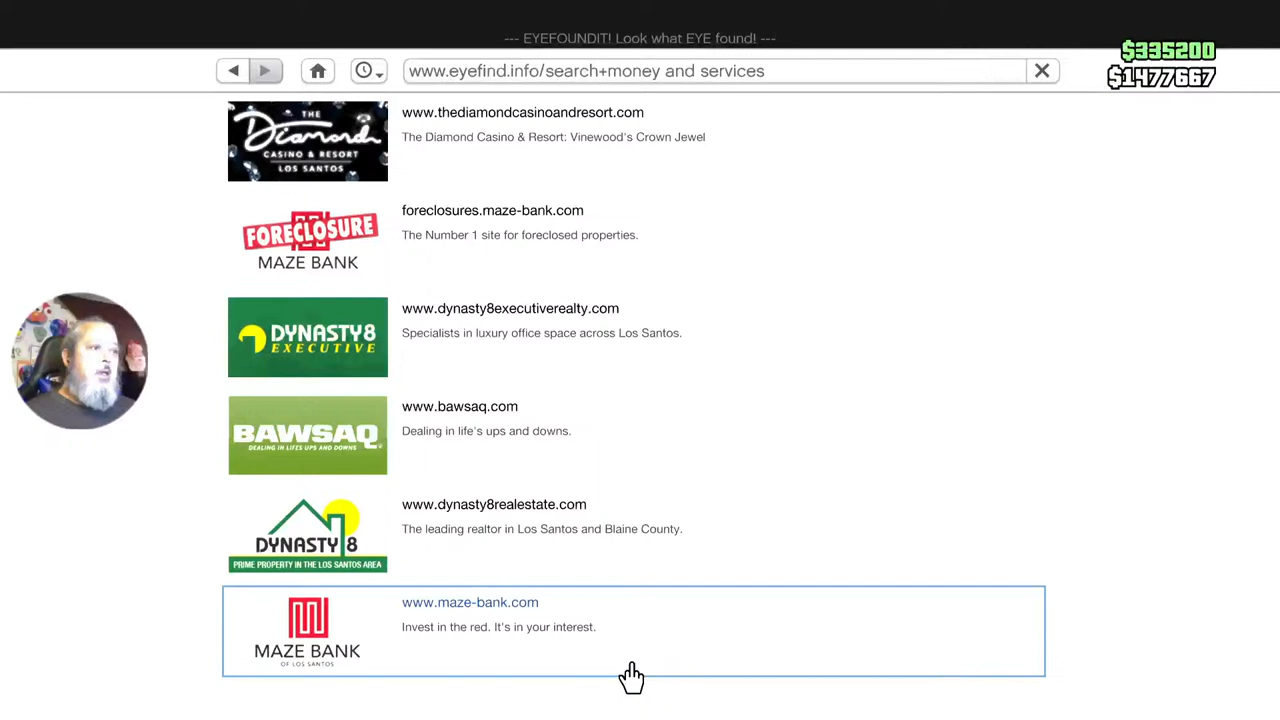 --- EYEFOUNDIT! Look what EYE found! ---
$335200
$1477667
www.eyefind.info/search+money and services
THE
Diamond
CASINO & RESORT
LOS SANTOS
www.thediamondcasinoandresort.com
The Diamond Casino & Resort: Vinewood's Crown Jewel
FORECLOSURE
MAZE BANK
foreclosures.maze-bank.com
The Number 1 site for foreclosed properties.
DYNASTY8
EXECUTIVE
www.dynasty8executiverealty.com
Specialists in luxury office space across Los Santos.
BAWSAQ
DEALING IN LIFE'S UPS AND DOWNS
www.bawsaq.com
Dealing in life's ups and downs.
DYNASTY 8
PRIME PROPERTY IN THE LOS SANTOS AREA
www.dynasty8realestate.com
The leading realtor in Los Santos and Blaine County.
MAZE BANK
OF LOS SANTOS
www.maze-bank.com
Invest in the red. It's in your interest.